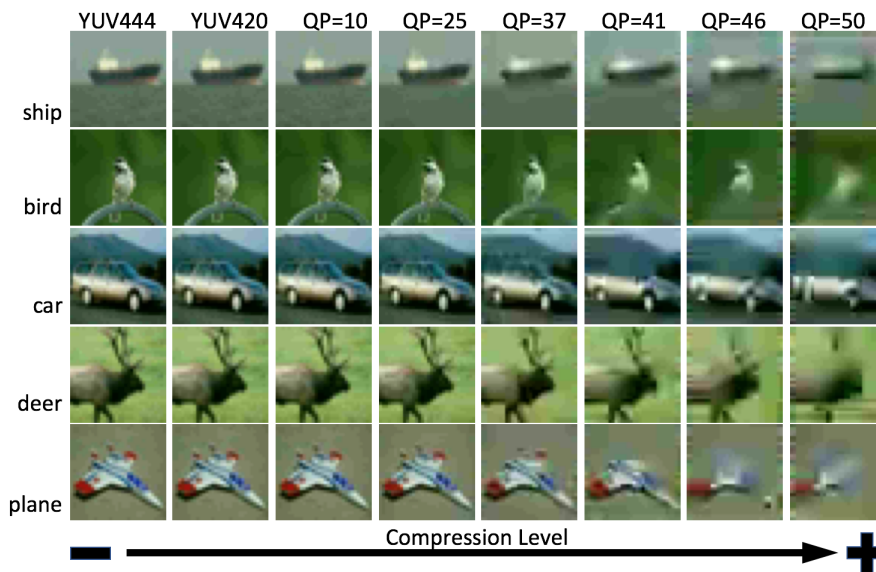 YUV444 YUV420 QP=10 QP=25 QP=37 QP=41 QP=46 QP=50
ship
bird
car
deer
plane
Compression Level